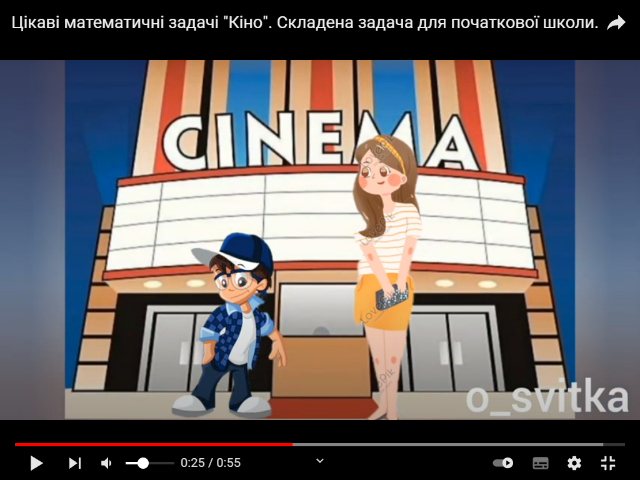 Цікаві математичні задачі "Кіно". Складена задача для початкової школи.
CINEMA
o_svitka
0:25 / 0:55